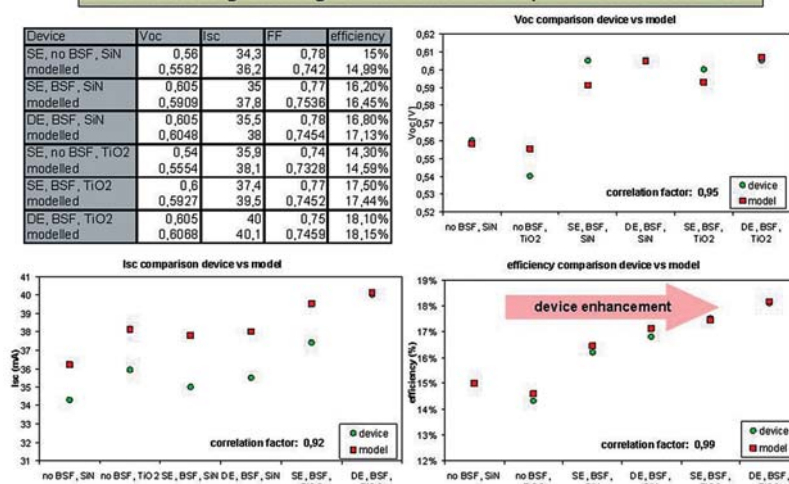 Device Voc Isc FF efficiency
SE, no BSF, SiN 0,56 34,3 0,78 15%
modelled 0,5582 36,2 0,742 14,99%
SE, BSF, SiN 0,605 35 0,77 16,20%
modelled 0,5909 37,8 0,7536 16,45%
DE, BSF, SiN 0,605 35,5 0,78 16,80%
modelled 0,6048 38 0,7454 17,13%
SE, no BSF, TiO2 0,54 35,9 0,74 14,30%
modelled 0,5554 38,1 0,7328 14,59%
SE, BSF, TiO2 0,6 37,4 0,77 17,50%
modelled 0,5927 39,5 0,7452 17,44%
DE, BSF, TiO2 0,605 40 0,75 18,10%
modelled 0,6068 40,1 0,7459 18,15%
Voc comparison device vs model
Voc [V]
0,62
0,61
0,6
0,59
0,58
0,57
0,56
0,55
0,54
0,53
0,52
correlation factor: 0,95
device
model
no BSF, SiN no BSF, SE, BSF, DE, BSF, SE, BSF, DE, BSF,
TiO2 SiN SiN TiO2 TiO2
Isc comparison device vs model
Isc (mA)
41
40
39
38
37
36
35
34
33
32
31
correlation factor: 0,92
device
model
no BSF, SiN no BSF, TiO2 SE, BSF, SiN DE, BSF, SiN SE, BSF, DE, BSF,
efficiency comparison device vs model
efficiency (%)
19%
18%
17%
16%
15%
14%
13%
12%
device enhancement
correlation factor: 0,99
device
model
no BSF, SiN no BSF, SE, BSF, DE, BSF, SE, BSF, DE, BSF,